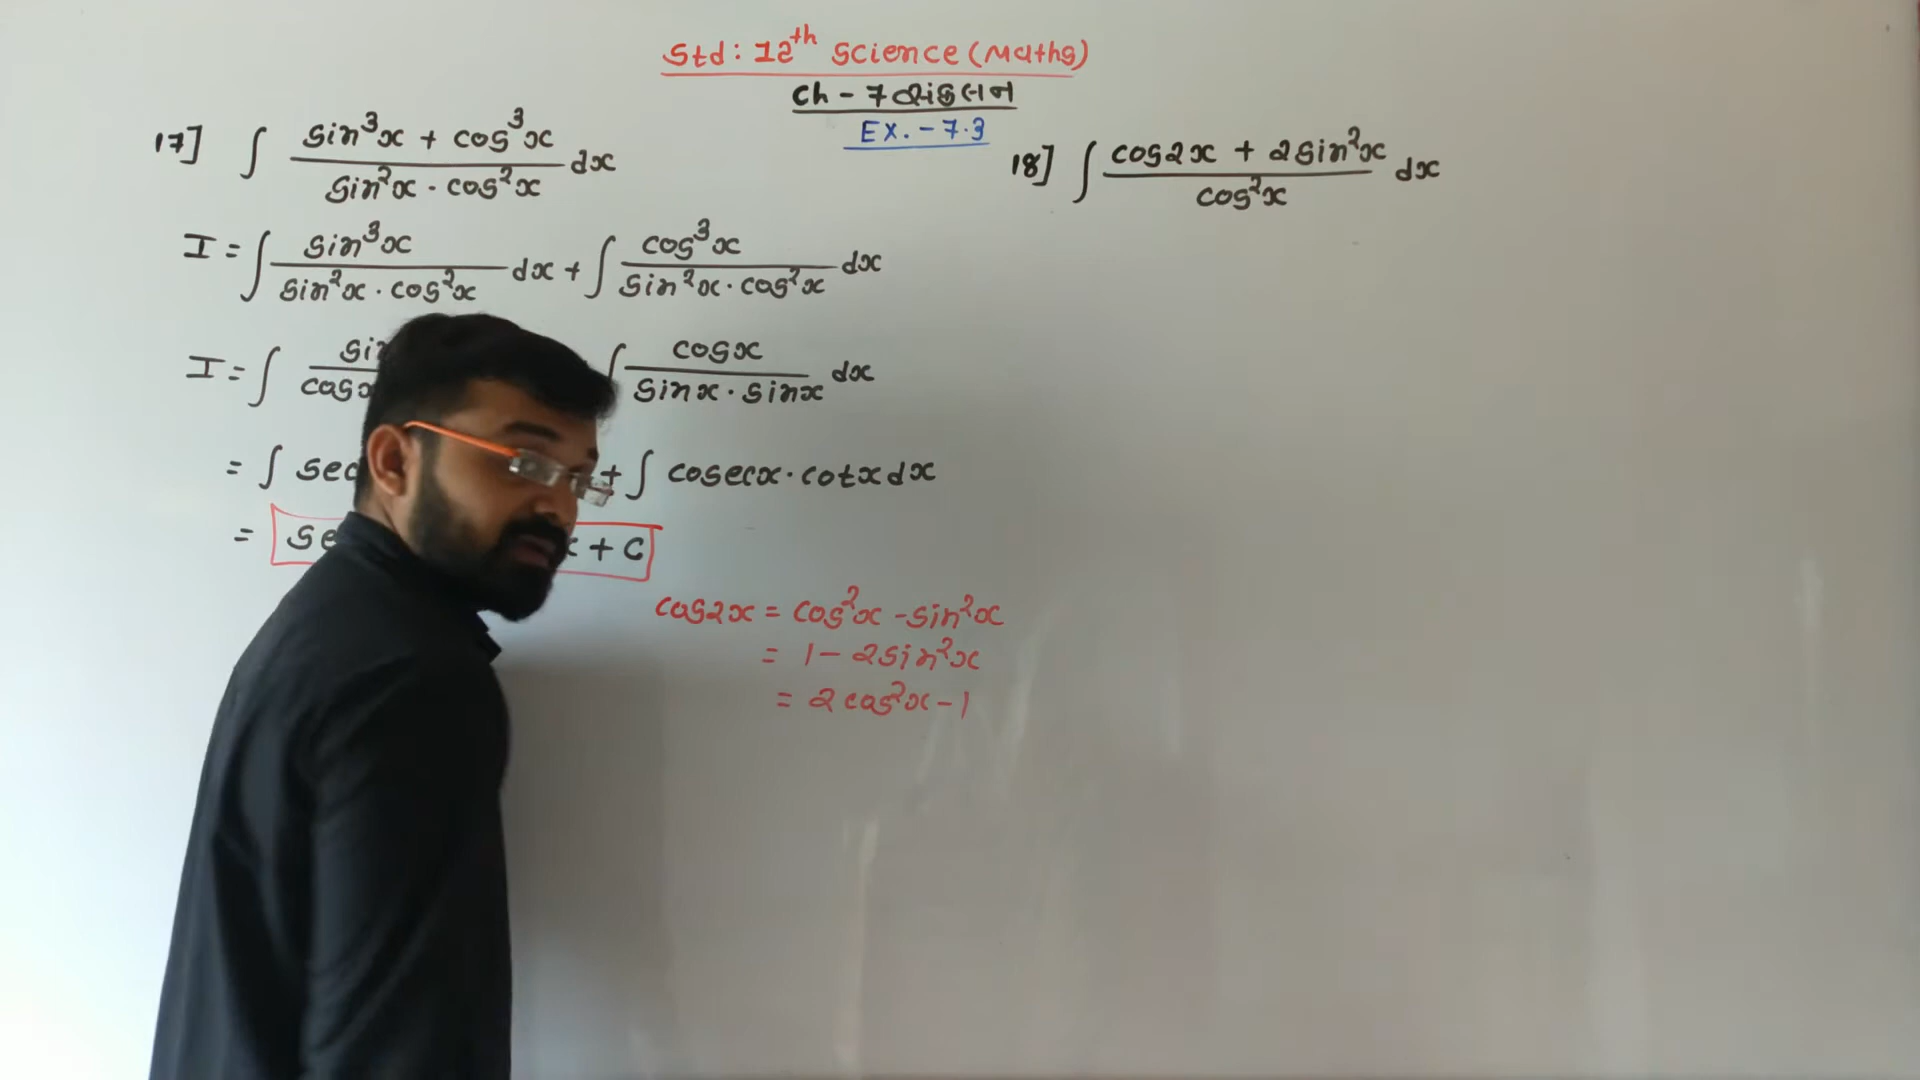 Std : 12th Science (Maths)
Ch - 7 સંકલન
Ex. - 7.3
17] ∫ sin³x + cos³x / sin²x · cos²x dx
I = ∫ sin³x / sin²x · cos²x dx + ∫ cos³x / sin²x · cos²x dx
I = ∫ ∫ cosx / sinx · sinx dx
= ∫ + ∫ cosecx · cotx dx
= + C
cos2x = cos²x - sin²x
= 1 - 2sin²x
= 2cos²x - 1
18] ∫ cos2x + 2sin²x / cos²x dx